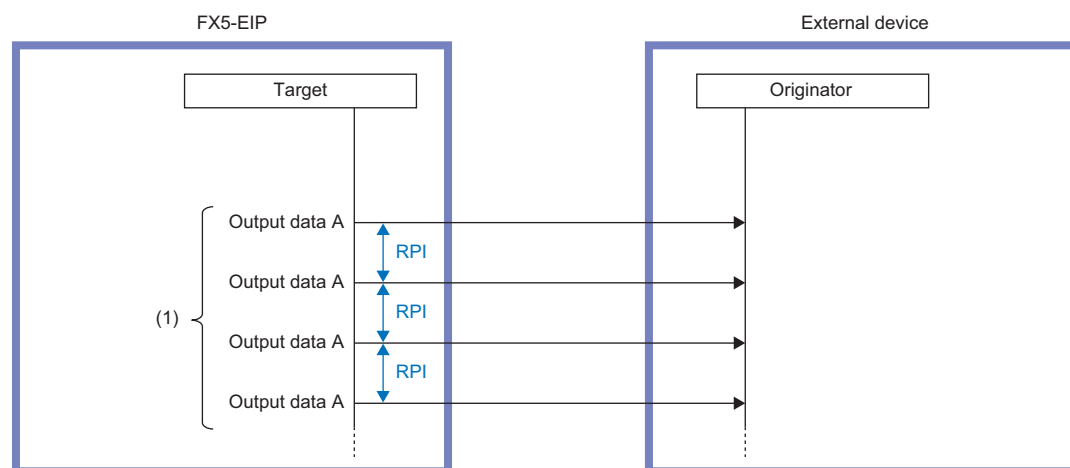 FX5-EIP
External device
Target
Originator
Output data A
RPI
Output data A
(1)
RPI
Output data A
RPI
Output data A